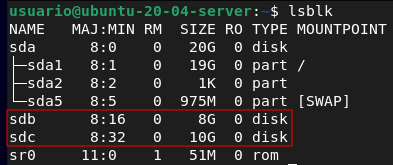 usuario@ubuntu-20-04-server:~$ lsblk
NAME   MAJ:MIN RM  SIZE RO TYPE MOUNTPOINT
sda      8:0    0   20G  0 disk
├─sda1   8:1    0   19G  0 part /
├─sda2   8:2    0    1K  0 part
└─sda5   8:5    0  975M  0 part [SWAP]
sdb      8:16   0    8G  0 disk
sdc      8:32   0   10G  0 disk
sr0     11:0    1   51M  0 rom